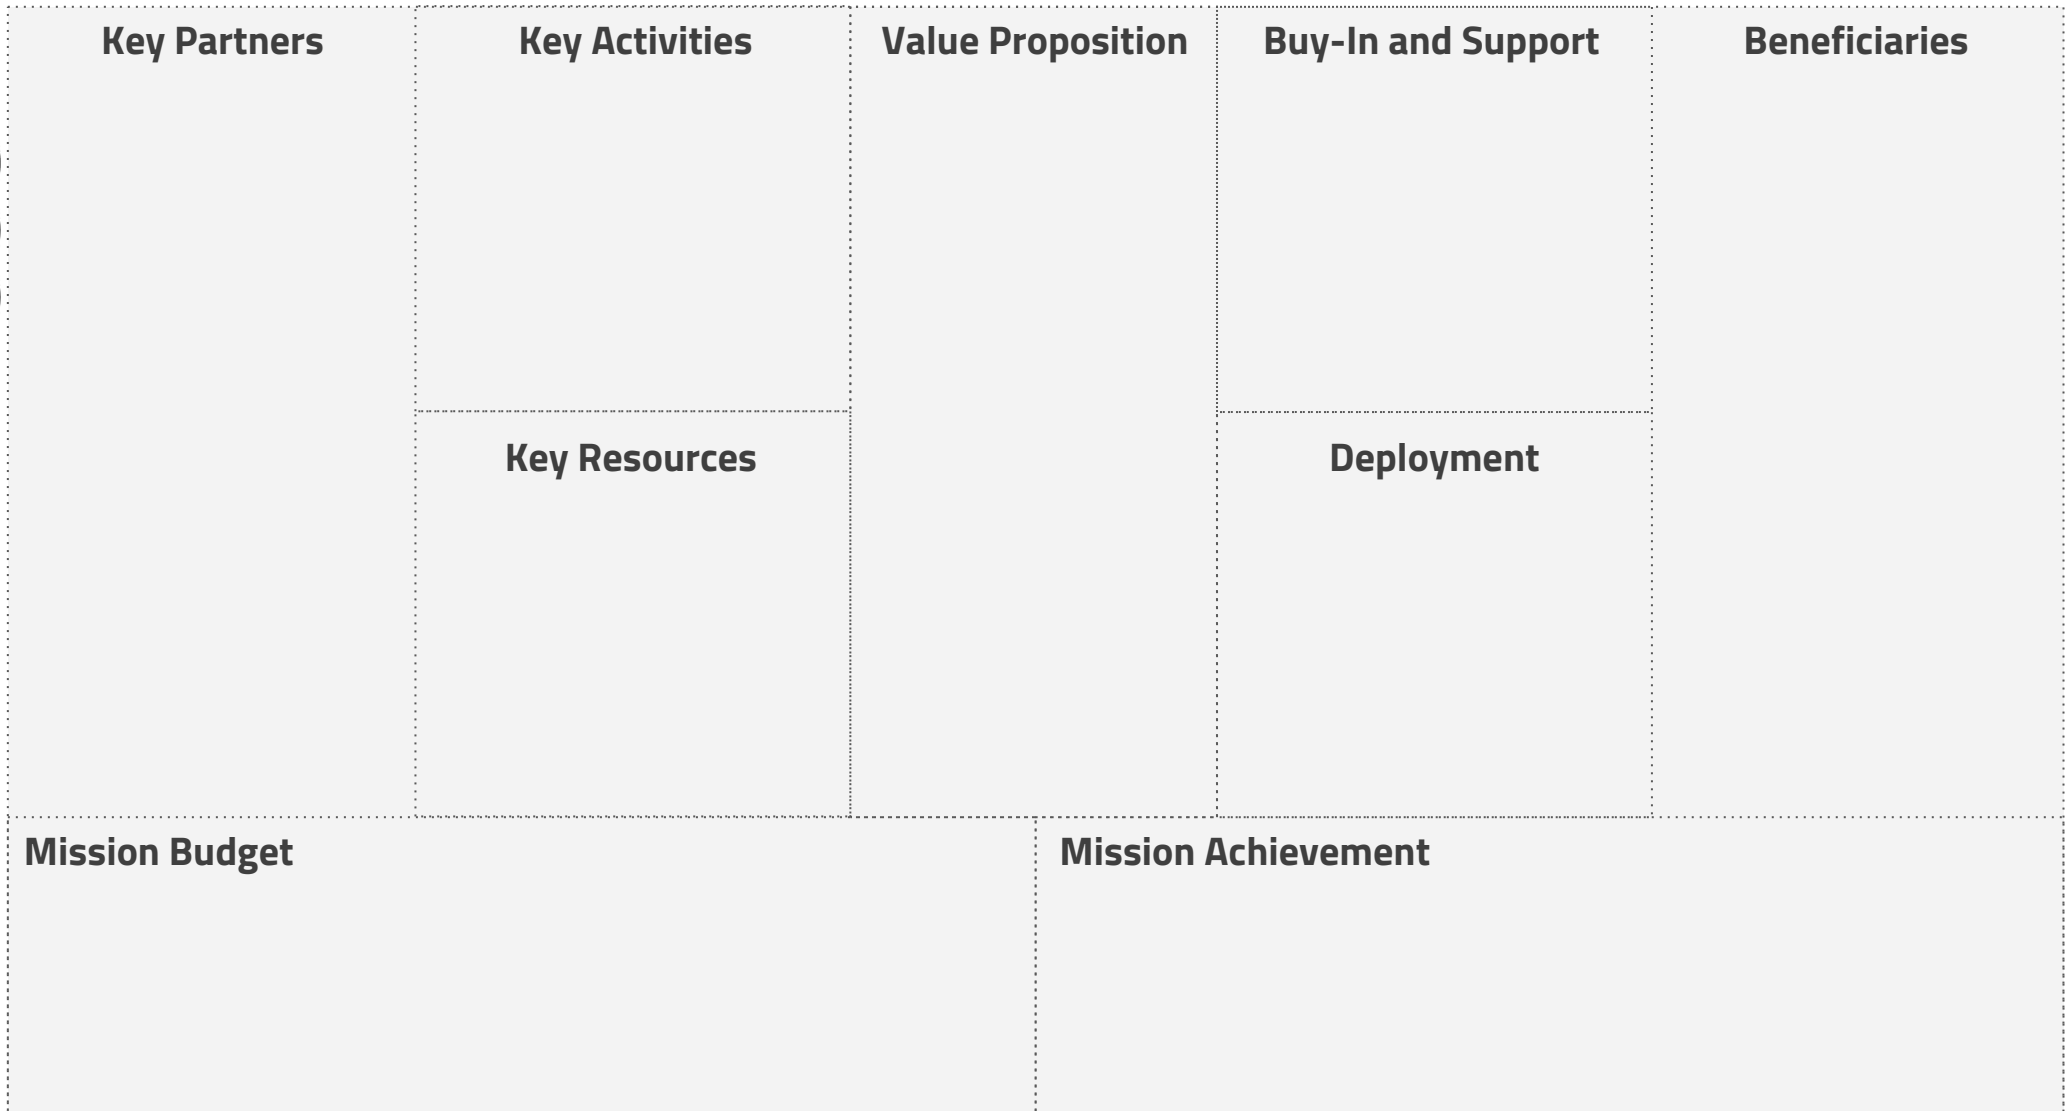 Key Partners
Key Activities
Value Proposition
Buy-In and Support
Beneficiaries
Key Resources
Deployment
Mission Budget
Mission Achievement